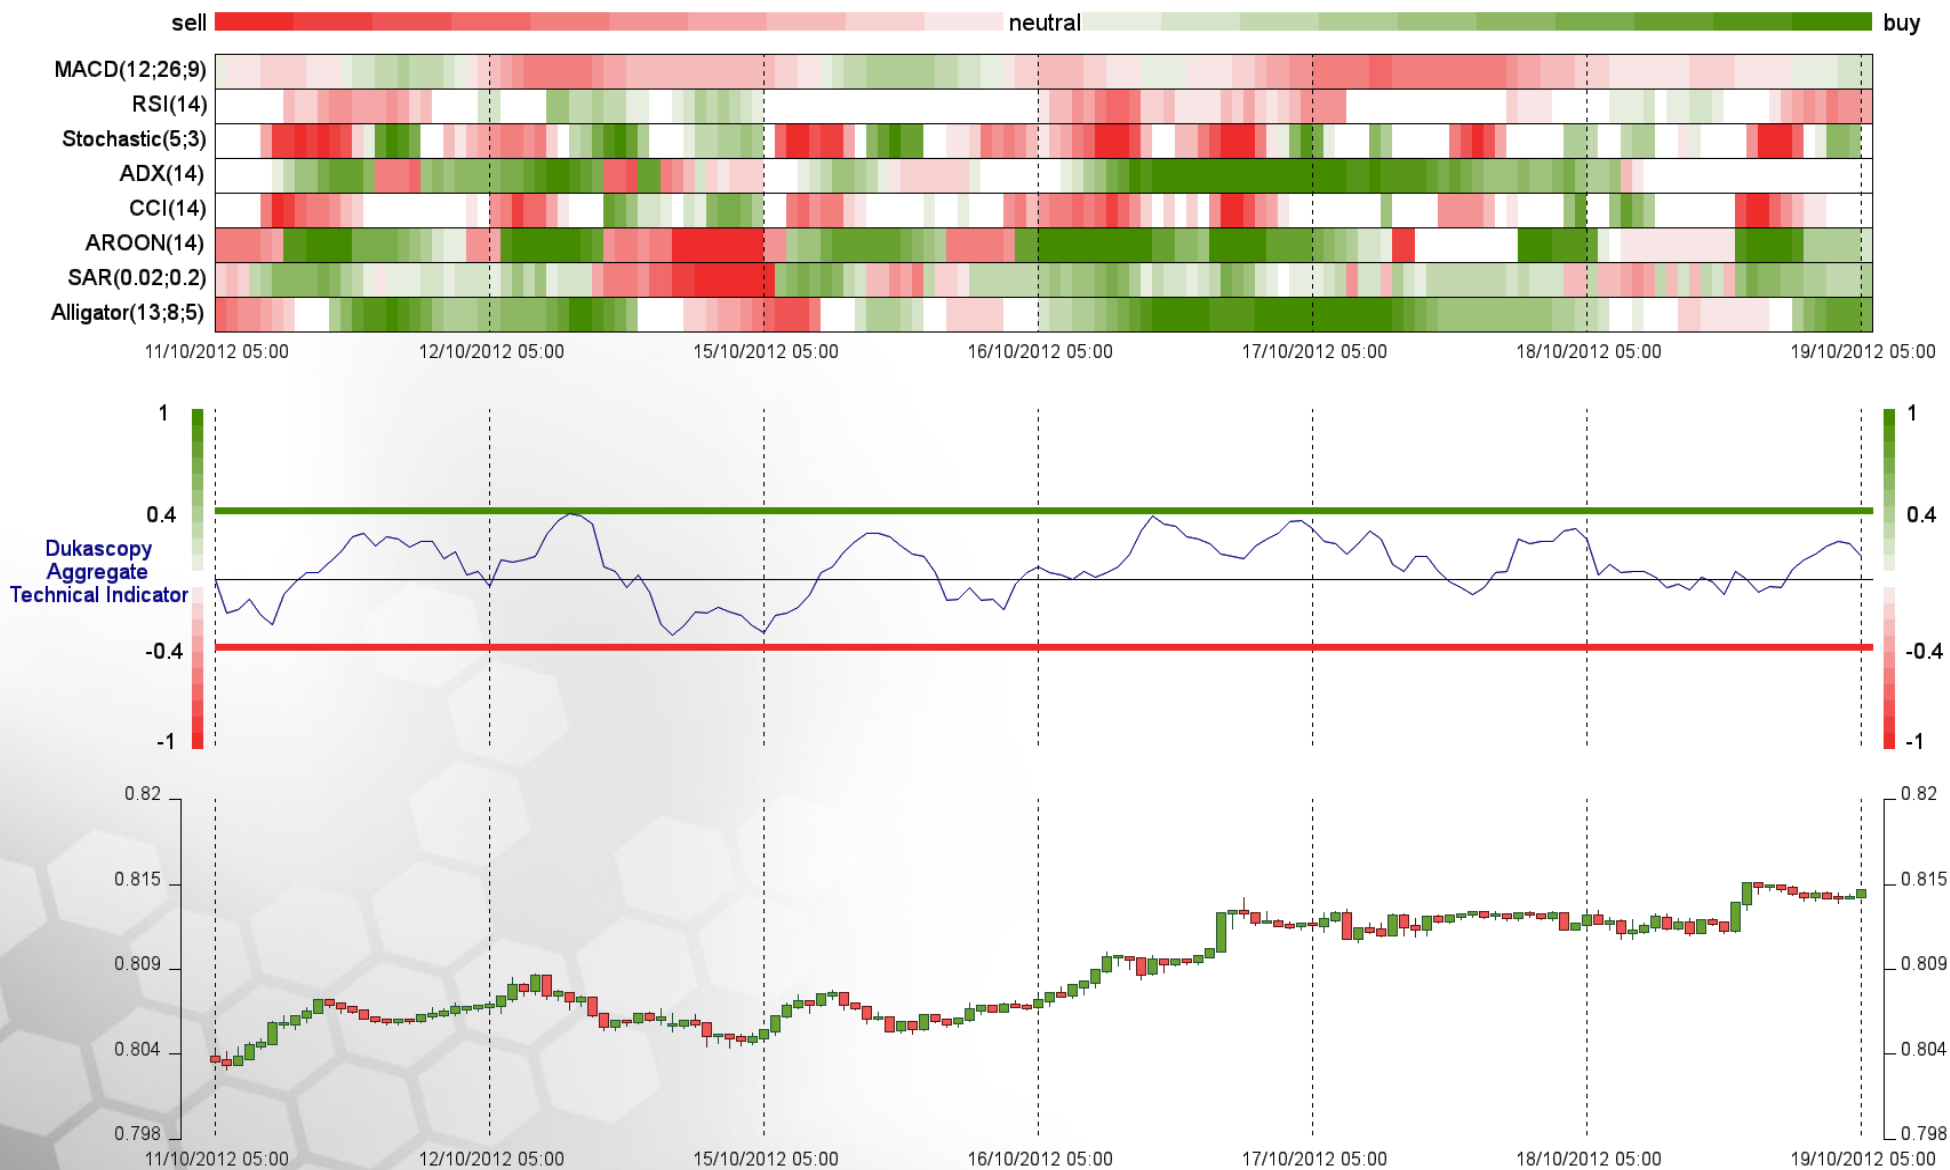 sell neutral buy
MACD(12;26;9)
RSI(14)
Stochastic(5;3)
ADX(14)
CCI(14)
AROON(14)
SAR(0.02;0.2)
Alligator(13;8;5)
11/10/2012 05:00 12/10/2012 05:00 15/10/2012 05:00 16/10/2012 05:00 17/10/2012 05:00 18/10/2012 05:00 19/10/2012 05:00
1 1
0.4 0.4
Dukascopy
Aggregate
Technical Indicator
-0.4 -0.4
-1 -1
0.82 0.82
0.815 0.815
0.809 0.809
0.804 0.804
0.798 0.798
11/10/2012 05:00 12/10/2012 05:00 15/10/2012 05:00 16/10/2012 05:00 17/10/2012 05:00 18/10/2012 05:00 19/10/2012 05:00